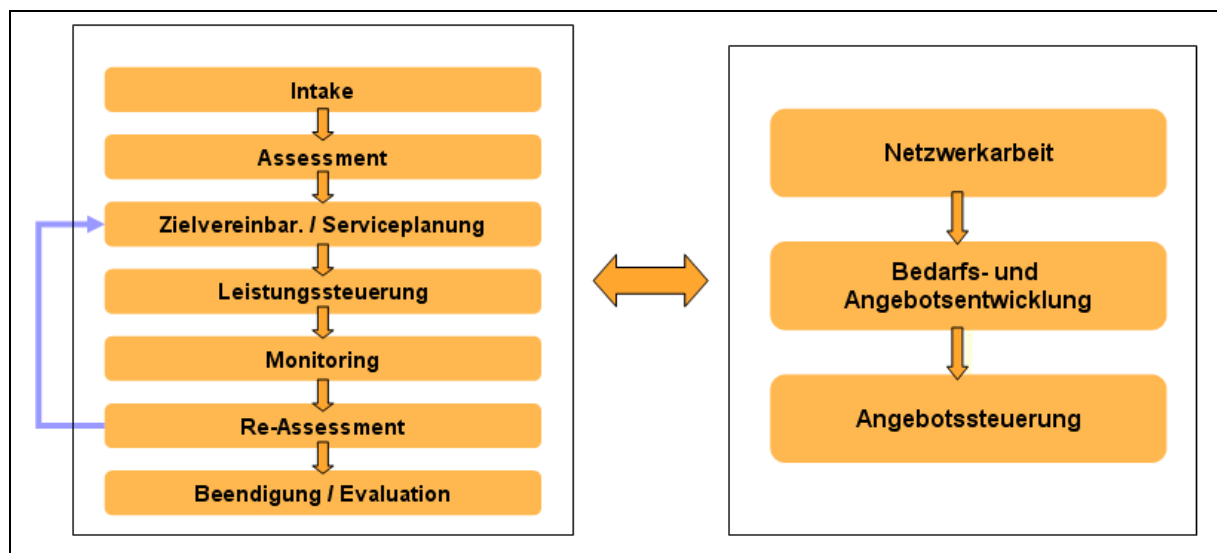 Intake
Assessment
Zielvereinbar. / Serviceplanung
Leistungssteuerung
Monitoring
Re-Assessment
Beendigung / Evaluation
Netzwerkarbeit
Bedarfs- und
Angebotsentwicklung
Angebotssteuerung